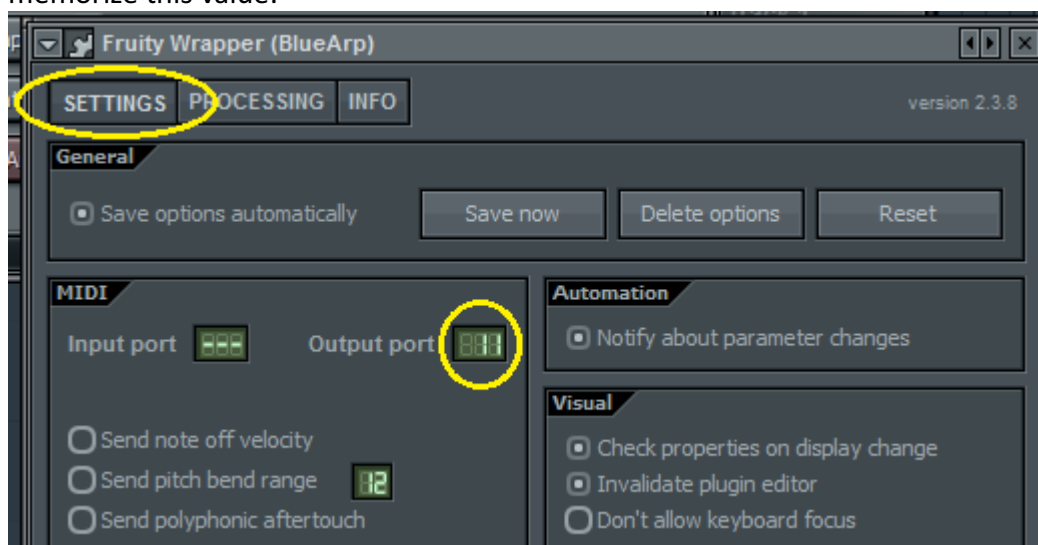 memorize this value:
Fruity Wrapper (BlueArp)
SETTINGS PROCESSING INFO version 2.3.8
General
Save options automatically Save now Delete options Reset
MIDI
Input port --- Output port 11
Send note off velocity
Send pitch bend range 12
Send polyphonic aftertouch
Automation
Notify about parameter changes
Visual
Check properties on display change
Invalidate plugin editor
Don't allow keyboard focus